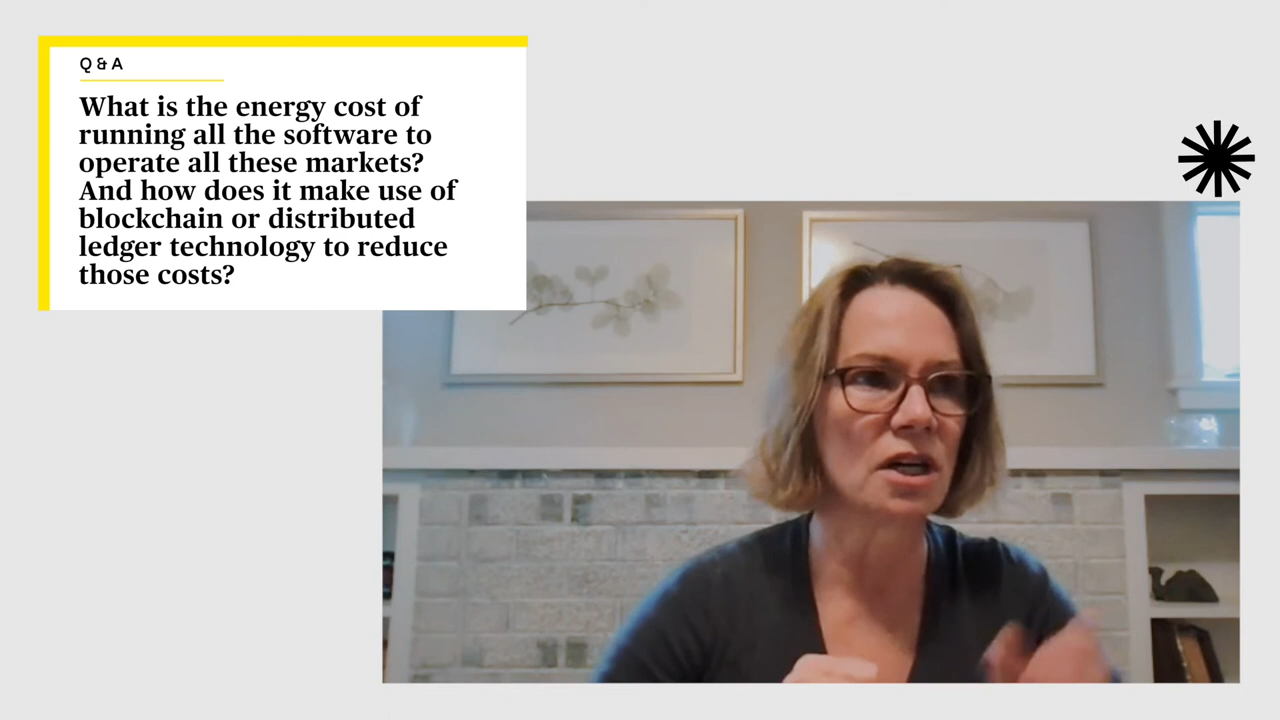 Q & A
What is the energy cost of
running all the software to
operate all these markets?
And how does it make use of
blockchain or distributed
ledger technology to reduce
those costs?